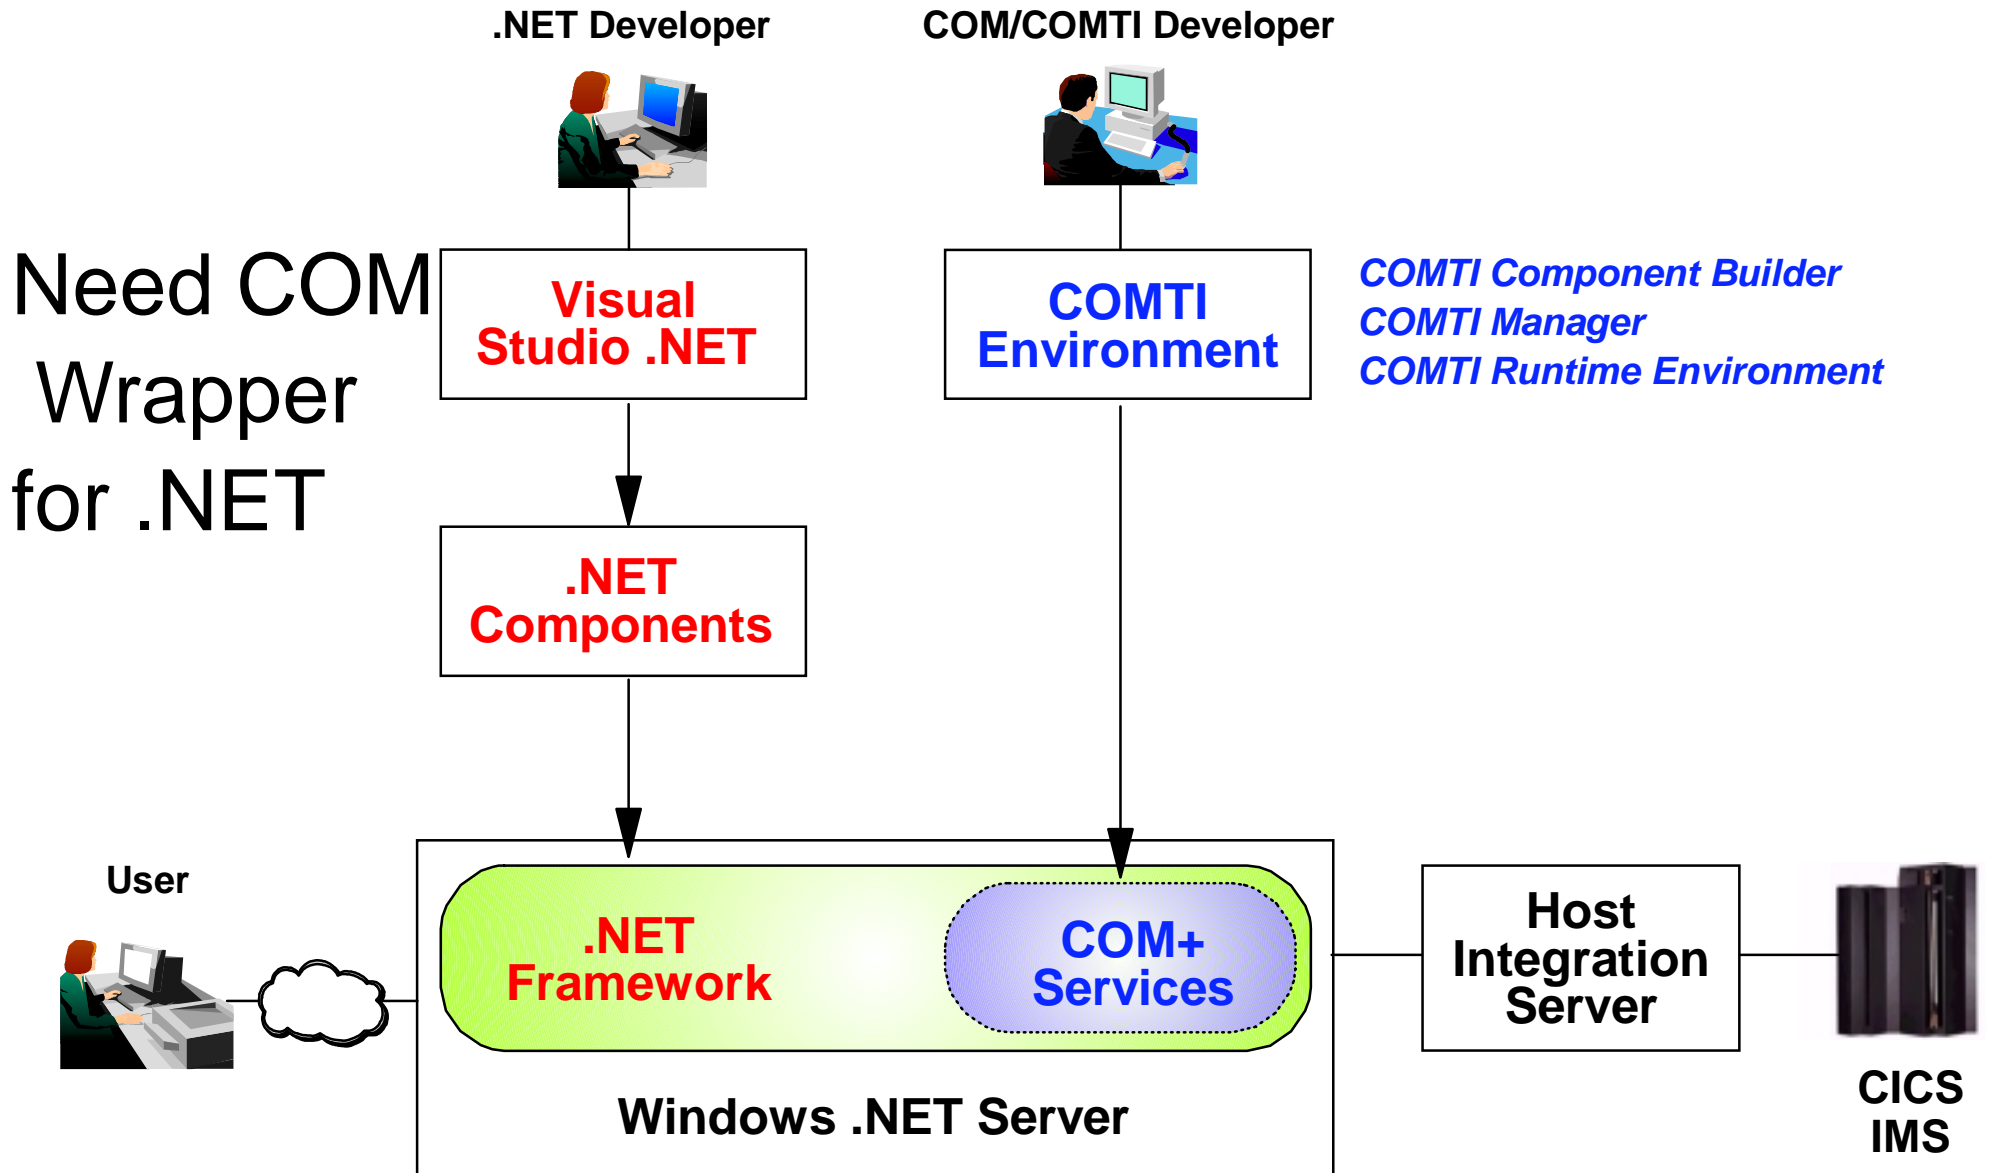 .NET Developer
COM/COMTI Developer
Need COM
Wrapper
for .NET
Visual
Studio .NET
COMTI
Environment
COMTI Component Builder
COMTI Manager
COMTI Runtime Environment
.NET
Components
User
.NET
Framework
COM+
Services
Windows .NET Server
Host
Integration
Server
CICS
IMS